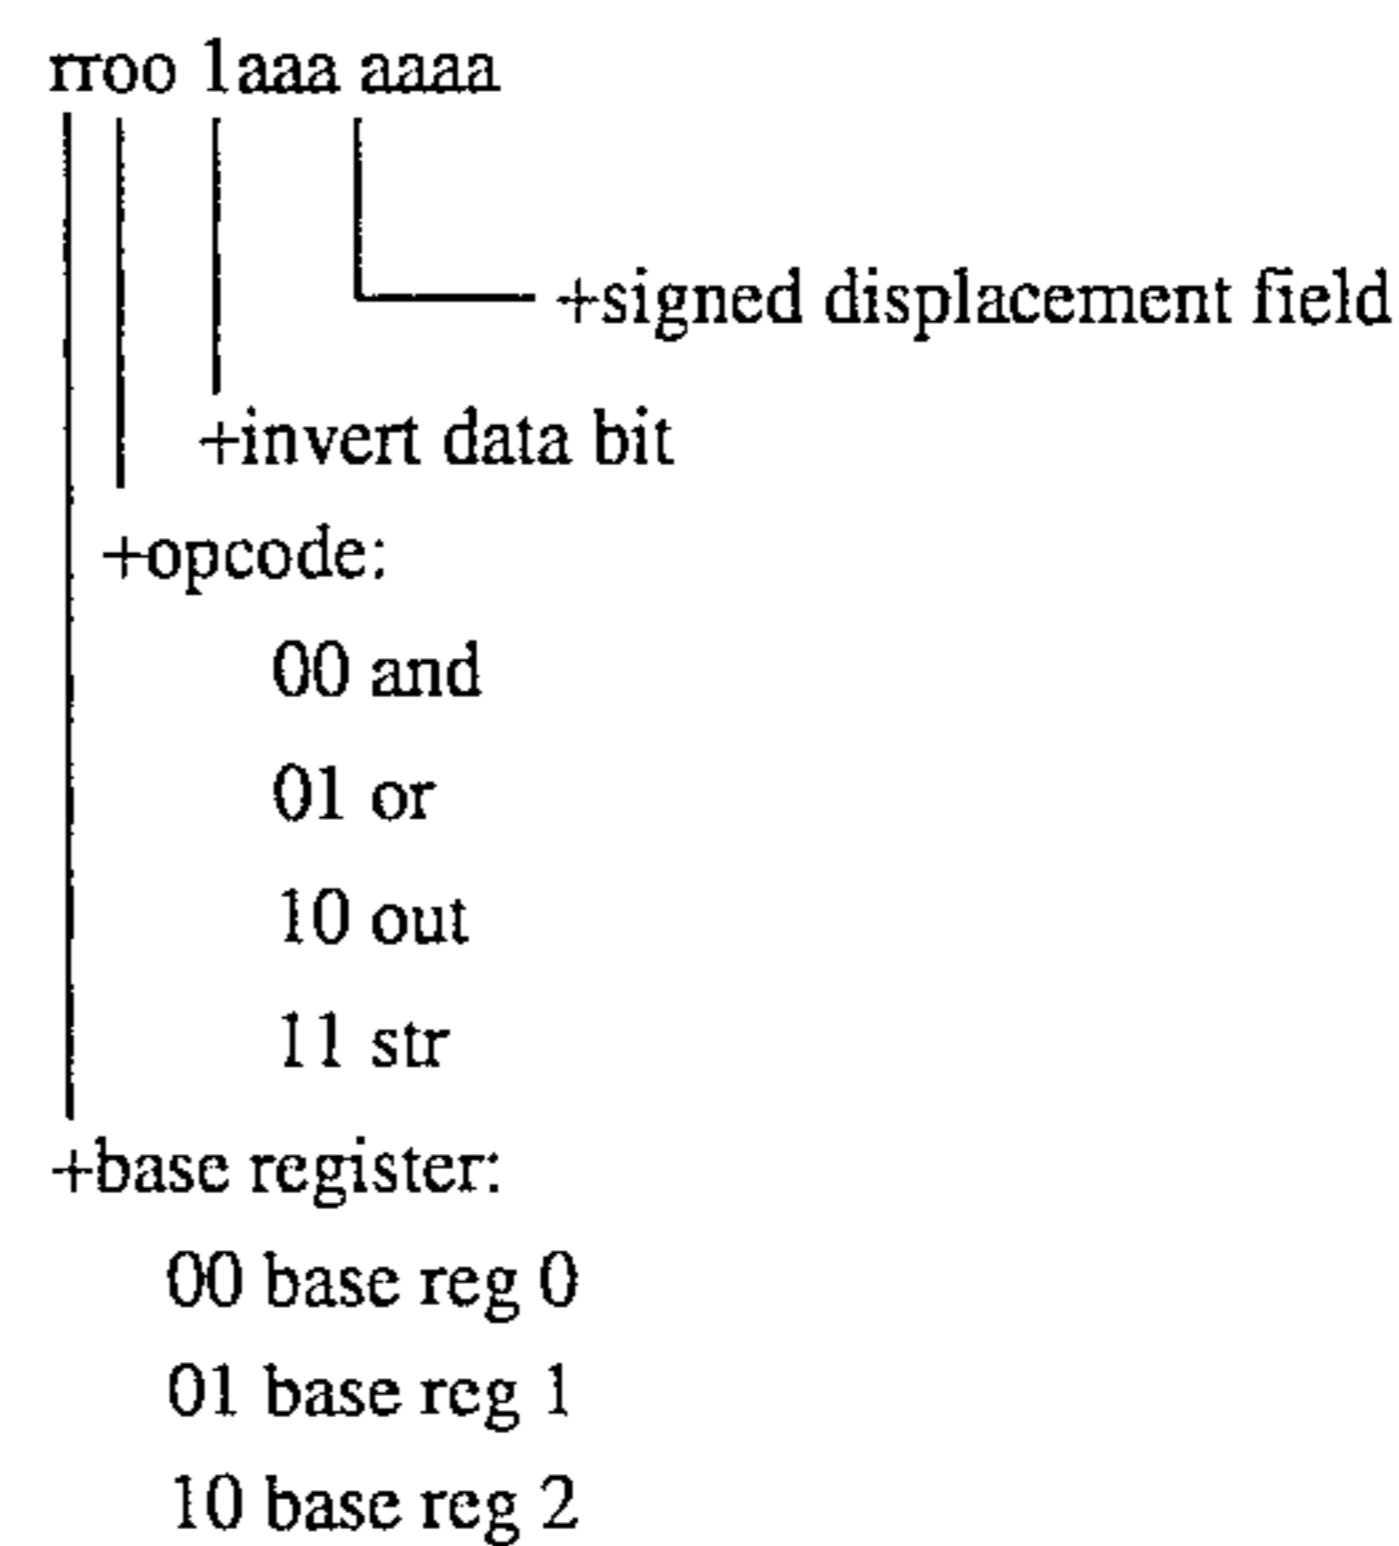 rroo 1aaa aaaa
+signed displacement field
+invert data bit
+opcode:
00 and
01 or
10 out
11 str
+base register:
00 base reg 0
01 base reg 1
10 base reg 2